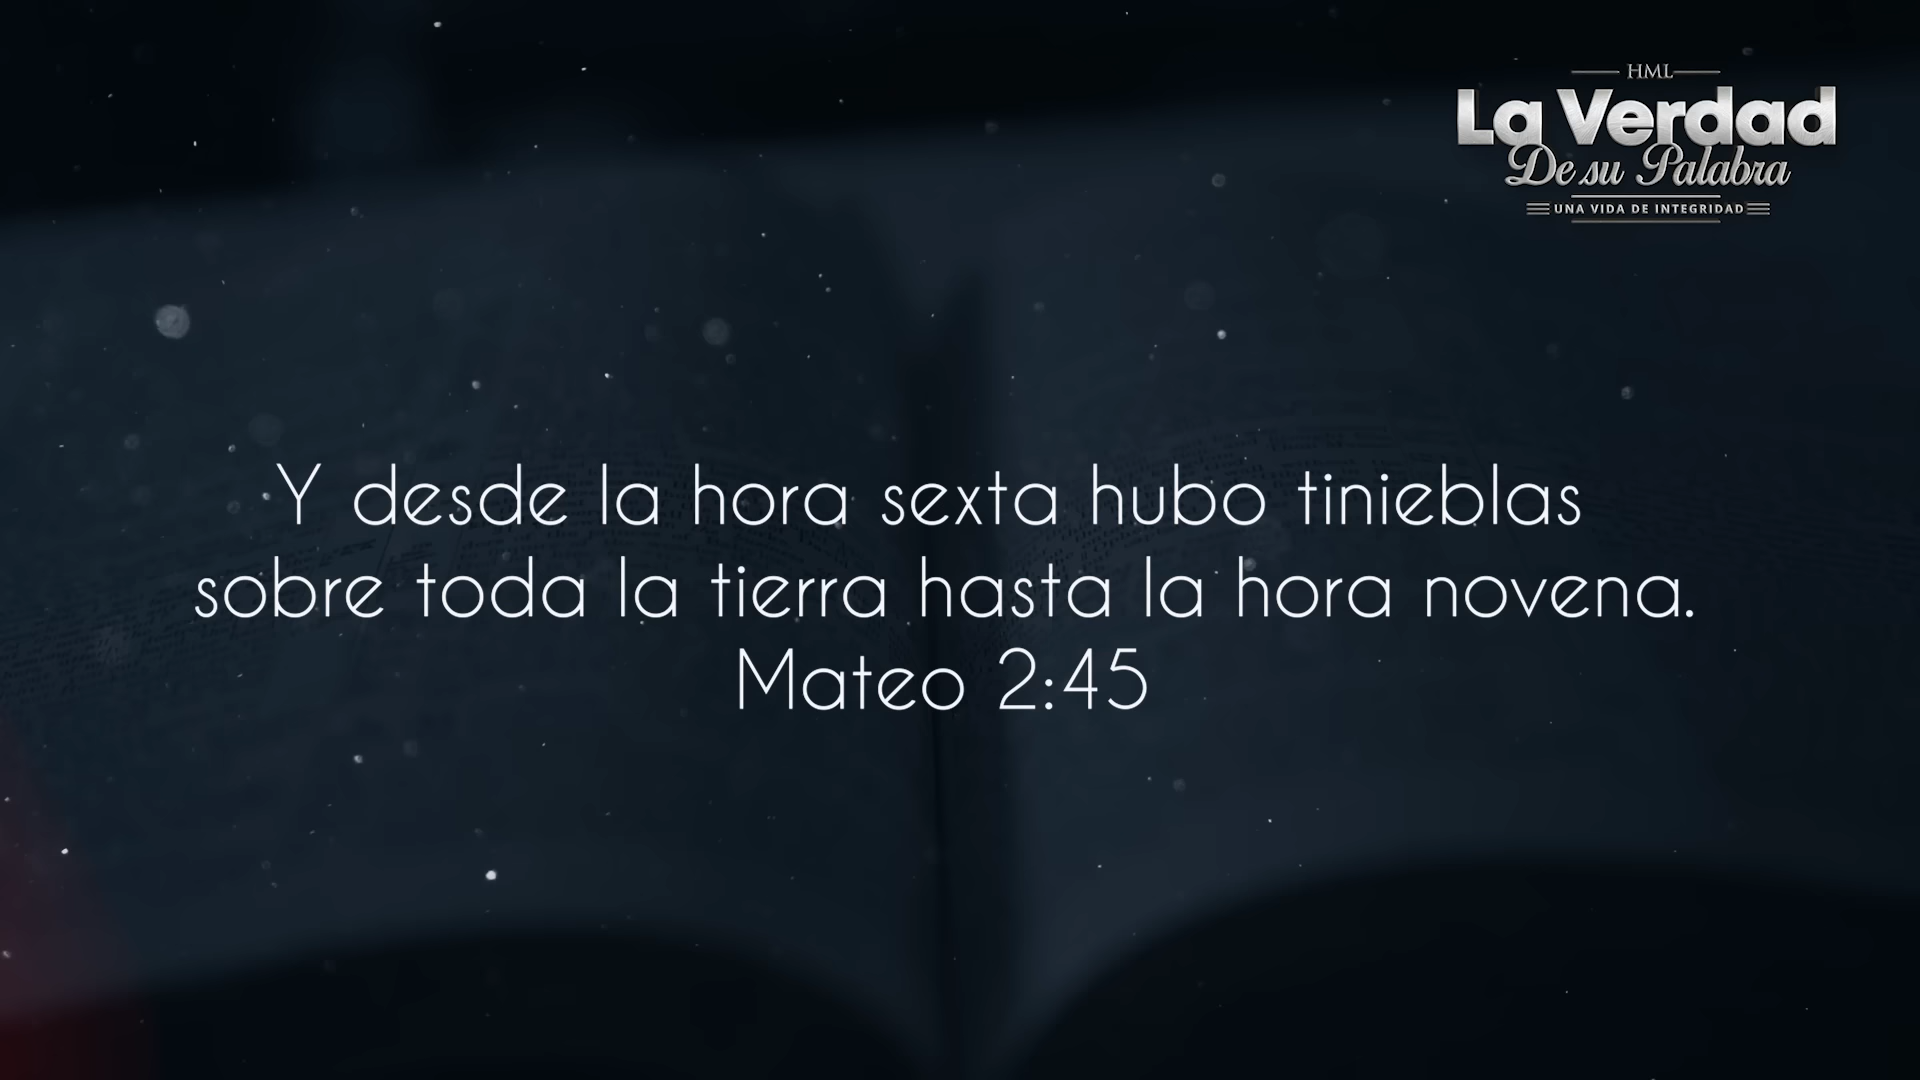 HML
La Verdad
De su Palabra
UNA VIDA DE INTEGRIDAD
Y desde la hora sexta hubo tinieblas
sobre toda la tierra hasta la hora novena.
Mateo 2:45